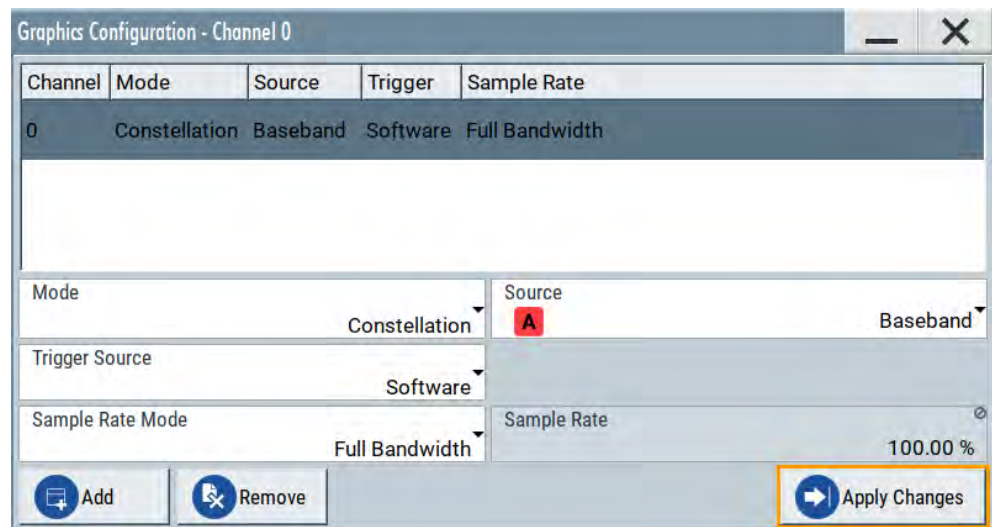 Graphics Configuration - Channel 0
Channel Mode Source Trigger Sample Rate
0 Constellation Baseband Software Full Bandwidth
Mode Source
Constellation A Baseband
Trigger Source
Software
Sample Rate Mode Sample Rate
Full Bandwidth 100.00 %
Add Remove Apply Changes